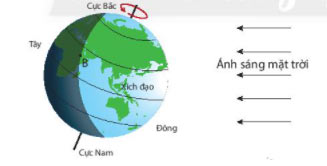 Cực Bắc
Tây
B
Ánh sáng mặt trời
Xích đạo
Đông
Cực Nam